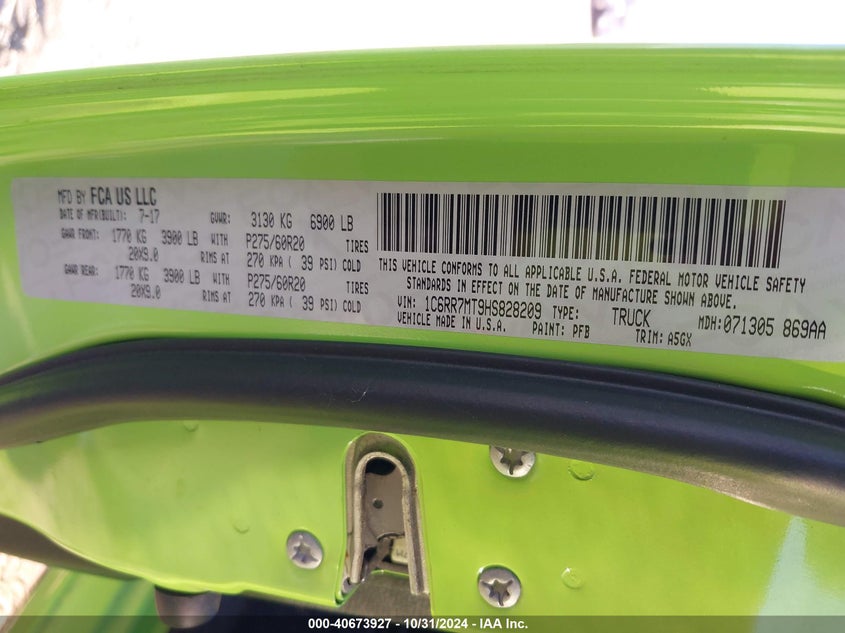 MFD BY FCA US LLC
DATE OF MFR(BUILT): 7-17 GVWR: 3130 KG 6900 LB
GAWR FRONT: 1770 KG 3900 LB WITH P275/60R20 TIRES
20X9.0 RIMS AT 270 KPA ( 39 PSI) COLD
GAWR REAR: 1770 KG 3900 LB WITH P275/60R20 TIRES
20X9.0 RIMS AT 270 KPA ( 39 PSI) COLD
THIS VEHICLE CONFORMS TO ALL APPLICABLE U.S.A. FEDERAL MOTOR VEHICLE SAFETY
STANDARDS IN EFFECT ON THE DATE OF MANUFACTURE SHOWN ABOVE.
VIN: 1C6RR7MT9HS828209 TYPE: TRUCK MDH:071305 869AA
VEHICLE MADE IN U.S.A. PAINT: PFB TRIM: A5GX
000-40673927 - 10/31/2024 - IAA Inc.